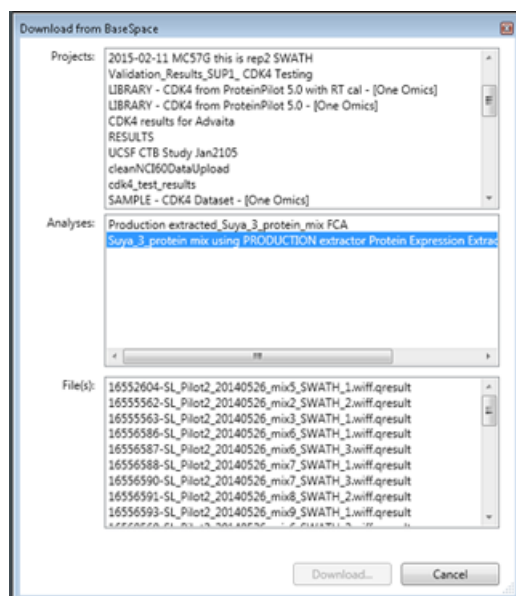 Download from BaseSpace
Projects:
2015-02-11 MC57G this is rep2 SWATH
Validation_Results_SUP1_ CDK4 Testing
LIBRARY - CDK4 from ProteinPilot 5.0 with RT cal - [One Omics]
LIBRARY - CDK4 from ProteinPilot 5.0 - [One Omics]
CDK4 results for Advaita
RESULTS
UCSF CTB Study Jan2105
cleanNCI60DataUpload
cdk4_test_results
SAMPLE - CDK4 Dataset - [One Omics]
Analyses:
Production extracted_Suya_3_protein_mix FCA
Suya_3_protein mix using PRODUCTION extractor Protein Expression Extrac
File(s):
16552604-SL_Pilot2_20140526_mix5_SWATH_1.wiff.qresult
16555562-SL_Pilot2_20140526_mix2_SWATH_2.wiff.qresult
16555563-SL_Pilot2_20140526_mix3_SWATH_1.wiff.qresult
16556586-SL_Pilot2_20140526_mix6_SWATH_1.wiff.qresult
16556587-SL_Pilot2_20140526_mix6_SWATH_3.wiff.qresult
16556588-SL_Pilot2_20140526_mix7_SWATH_1.wiff.qresult
16556590-SL_Pilot2_20140526_mix7_SWATH_3.wiff.qresult
16556591-SL_Pilot2_20140526_mix8_SWATH_2.wiff.qresult
16556593-SL_Pilot2_20140526_mix9_SWATH_1.wiff.qresult
Download...
Cancel